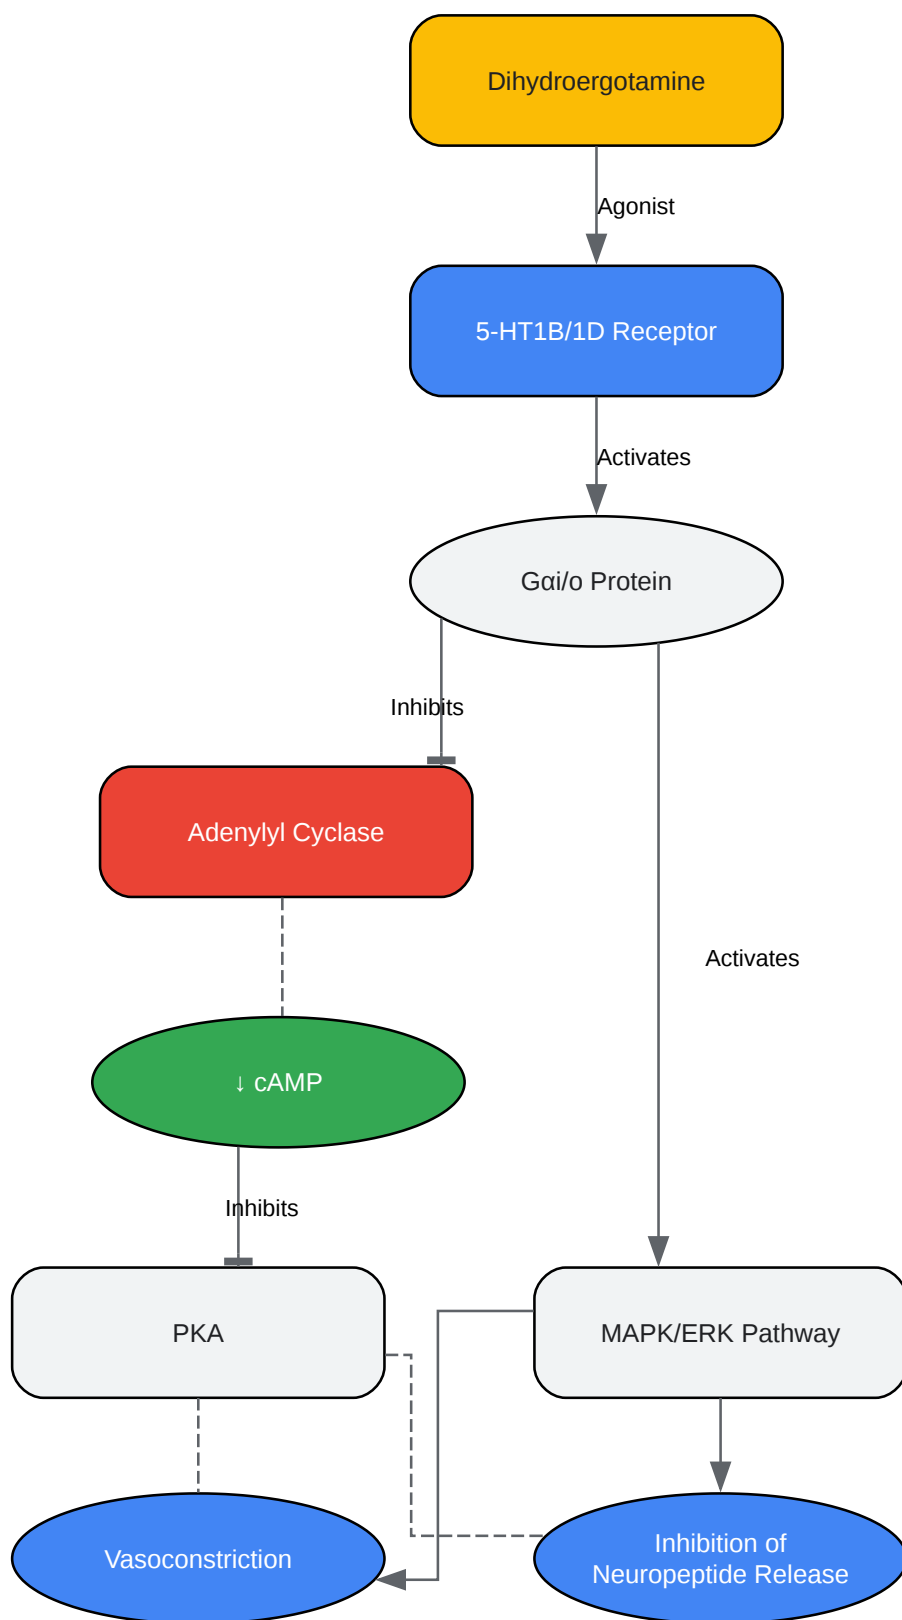 Dihydroergotamine
Agonist
5-HT1B/1D Receptor
Activates
Gαi/o Protein
Inhibits
Adenylyl Cyclase
Activates
↓ cAMP
Inhibits
PKA
MAPK/ERK Pathway
Vasoconstriction
Inhibition of
Neuropeptide Release